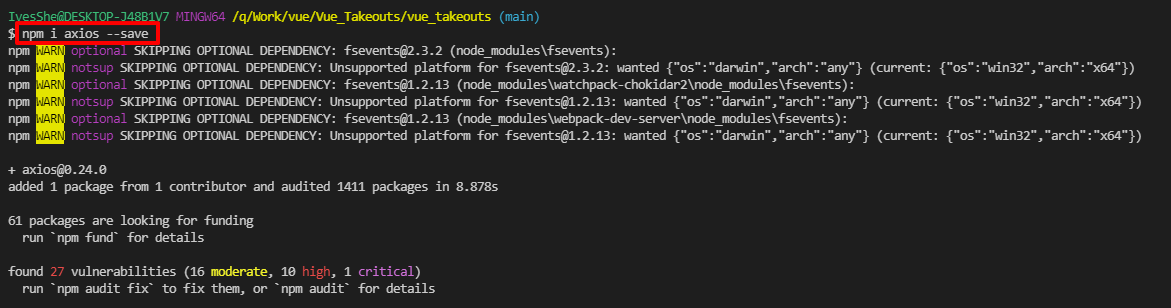 IvesShe@DESKTOP-J48B1V7 MINGW64 /q/Work/vue/Vue_Takeouts/vue_takeouts (main)
$ npm i axios --save
npm WARN optional SKIPPING OPTIONAL DEPENDENCY: fsevents@2.3.2 (node_modules\fsevents):
npm WARN notsup SKIPPING OPTIONAL DEPENDENCY: Unsupported platform for fsevents@2.3.2: wanted {"os":"darwin","arch":"any"} (current: {"os":"win32","arch":"x64"})
npm WARN optional SKIPPING OPTIONAL DEPENDENCY: fsevents@1.2.13 (node_modules\watchpack-chokidar2\node_modules\fsevents):
npm WARN notsup SKIPPING OPTIONAL DEPENDENCY: Unsupported platform for fsevents@1.2.13: wanted {"os":"darwin","arch":"any"} (current: {"os":"win32","arch":"x64"})
npm WARN optional SKIPPING OPTIONAL DEPENDENCY: fsevents@1.2.13 (node_modules\webpack-dev-server\node_modules\fsevents):
npm WARN notsup SKIPPING OPTIONAL DEPENDENCY: Unsupported platform for fsevents@1.2.13: wanted {"os":"darwin","arch":"any"} (current: {"os":"win32","arch":"x64"})
+ axios@0.24.0
added 1 package from 1 contributor and audited 1411 packages in 8.878s
61 packages are looking for funding
run `npm fund` for details
found 27 vulnerabilities (16 moderate, 10 high, 1 critical)
run `npm audit fix` to fix them, or `npm audit` for details